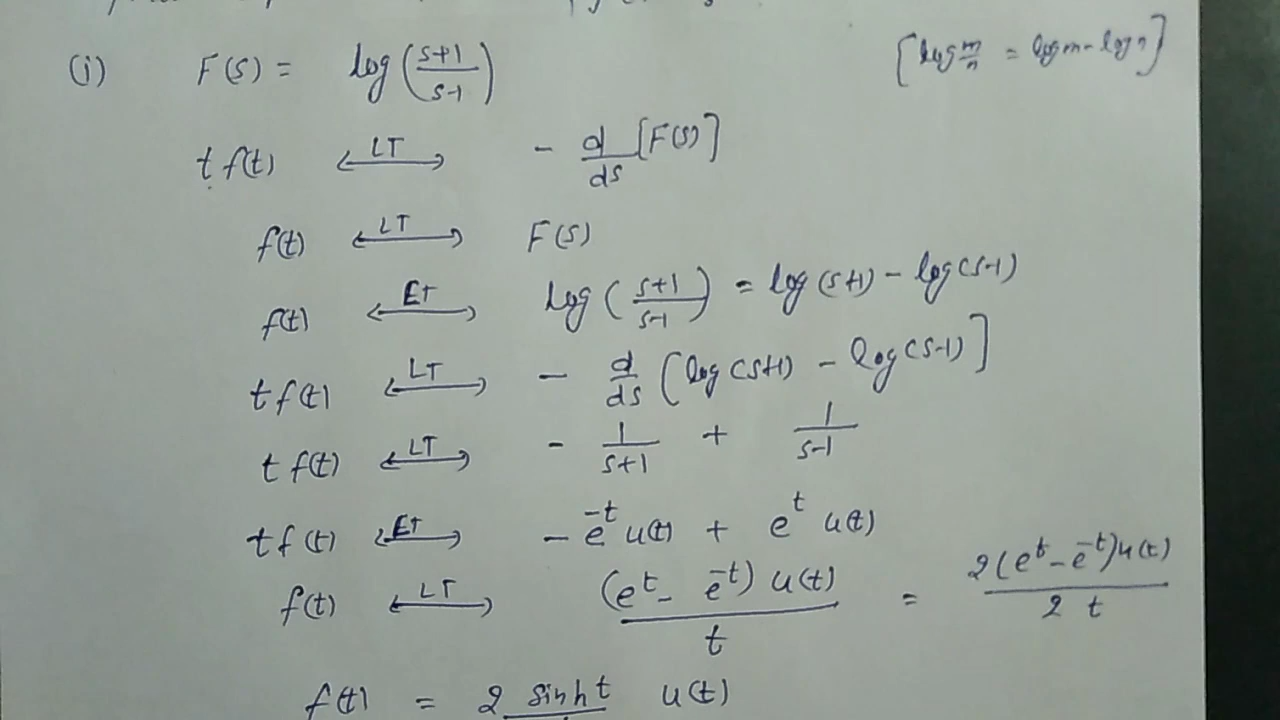 (i) F(s) = log (s+1/s-1) [log m/n = log m - log n]
t f(t) <-LT-> - d/ds [F(s)]
f(t) <-LT-> F(s)
f(t) <-LT-> log (s+1/s-1) = log (s+1) - log (s-1)
t f(t) <-LT-> - d/ds [log (s+1) - log (s-1)]
t f(t) <-LT-> - 1/s+1 + 1/s-1
t f(t) <-LT-> - e^-t u(t) + e^t u(t)
f(t) <-LT-> (e^t - e^-t) u(t)/t = 2(e^t - e^-t) u(t)/2 t
f(t) = 2 sinh t u(t)